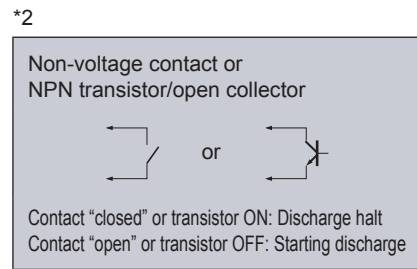 *2
Non-voltage contact or
NPN transistor/open collector
or
Contact “closed” or transistor ON: Discharge halt
Contact “open” or transistor OFF: Starting discharge